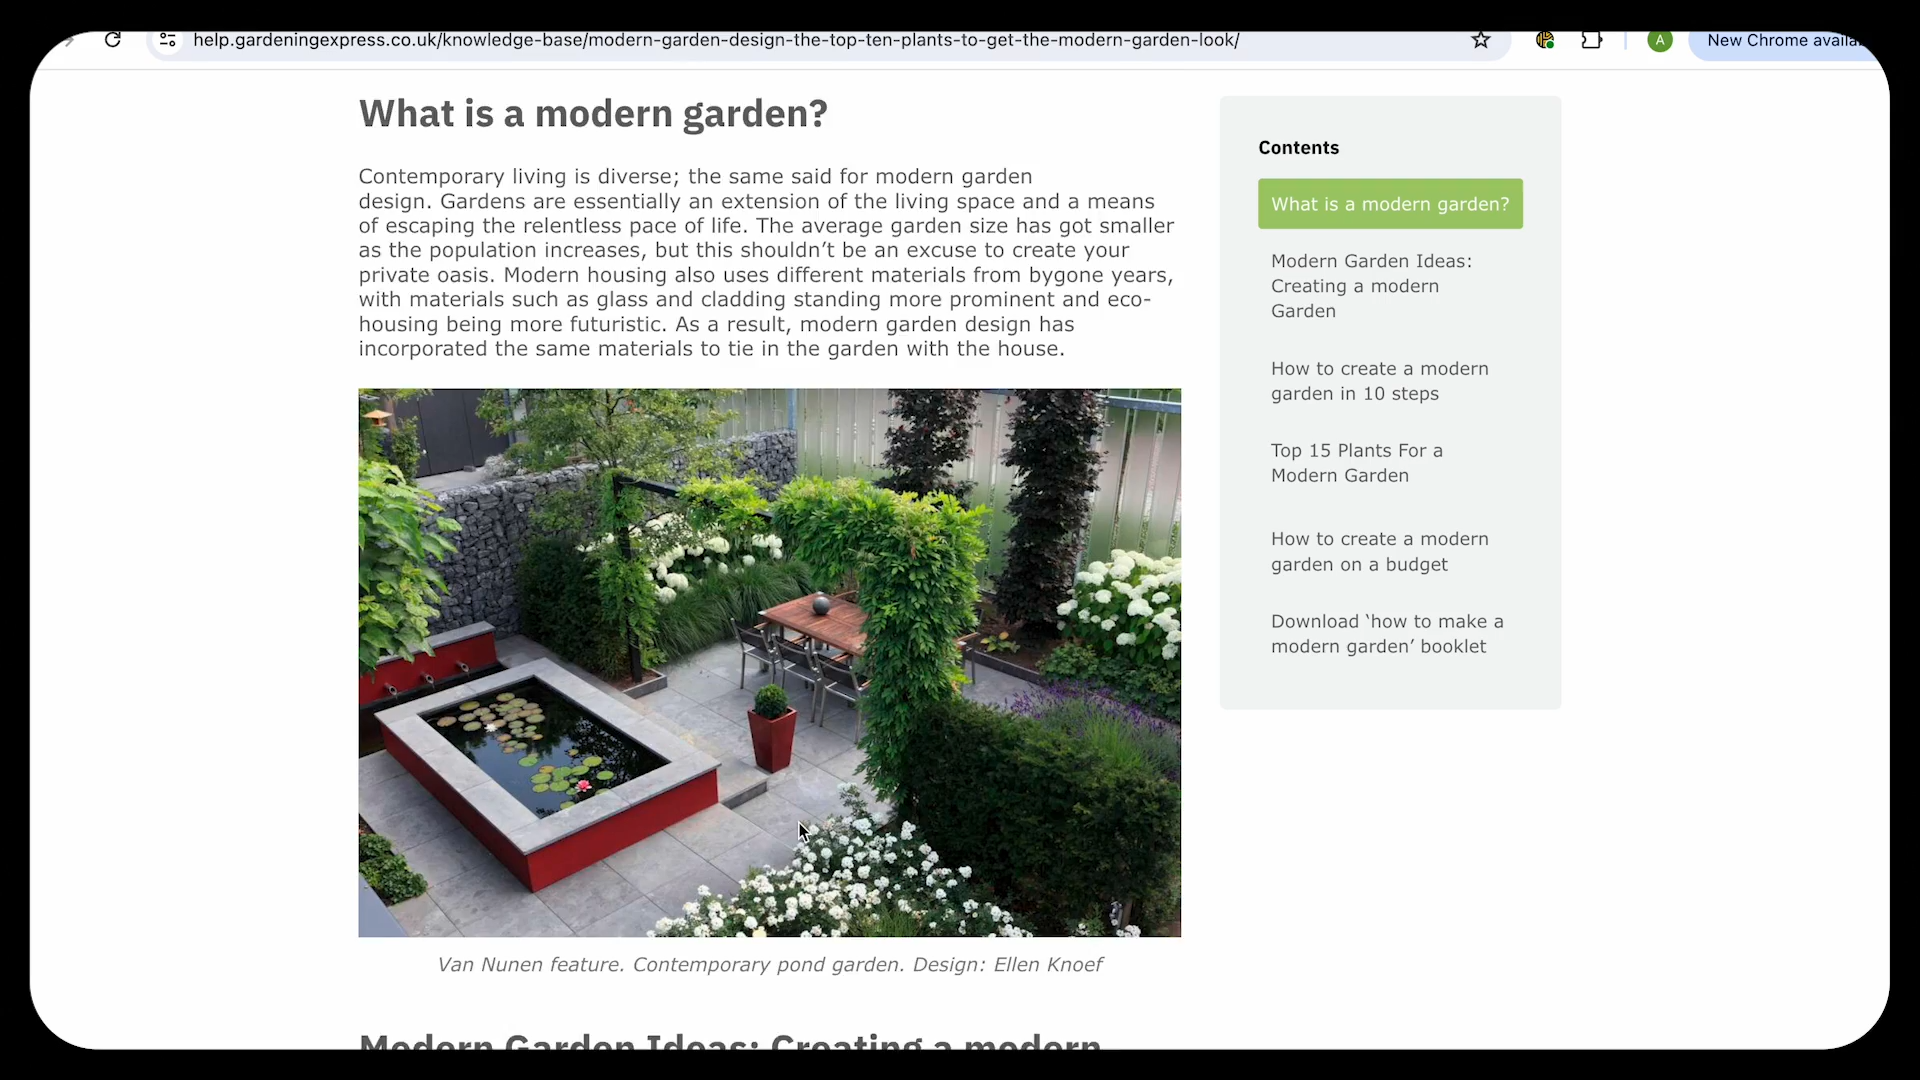 help.gardeningexpress.co.uk/knowledge-base/modern-garden-design-the-top-ten-plants-to-get-the-modern-garden-look/
A
New Chrome availa
What is a modern garden?
Contemporary living is diverse; the same said for modern garden
design. Gardens are essentially an extension of the living space and a means
of escaping the relentless pace of life. The average garden size has got smaller
as the population increases, but this shouldn’t be an excuse to create your
private oasis. Modern housing also uses different materials from bygone years,
with materials such as glass and cladding standing more prominent and eco-
housing being more futuristic. As a result, modern garden design has
incorporated the same materials to tie in the garden with the house.
Van Nunen feature. Contemporary pond garden. Design: Ellen Knoef
Modern Garden Ideas: Creating a modern
Contents
What is a modern garden?
Modern Garden Ideas:
Creating a modern
Garden
How to create a modern
garden in 10 steps
Top 15 Plants For a
Modern Garden
How to create a modern
garden on a budget
Download ‘how to make a
modern garden’ booklet